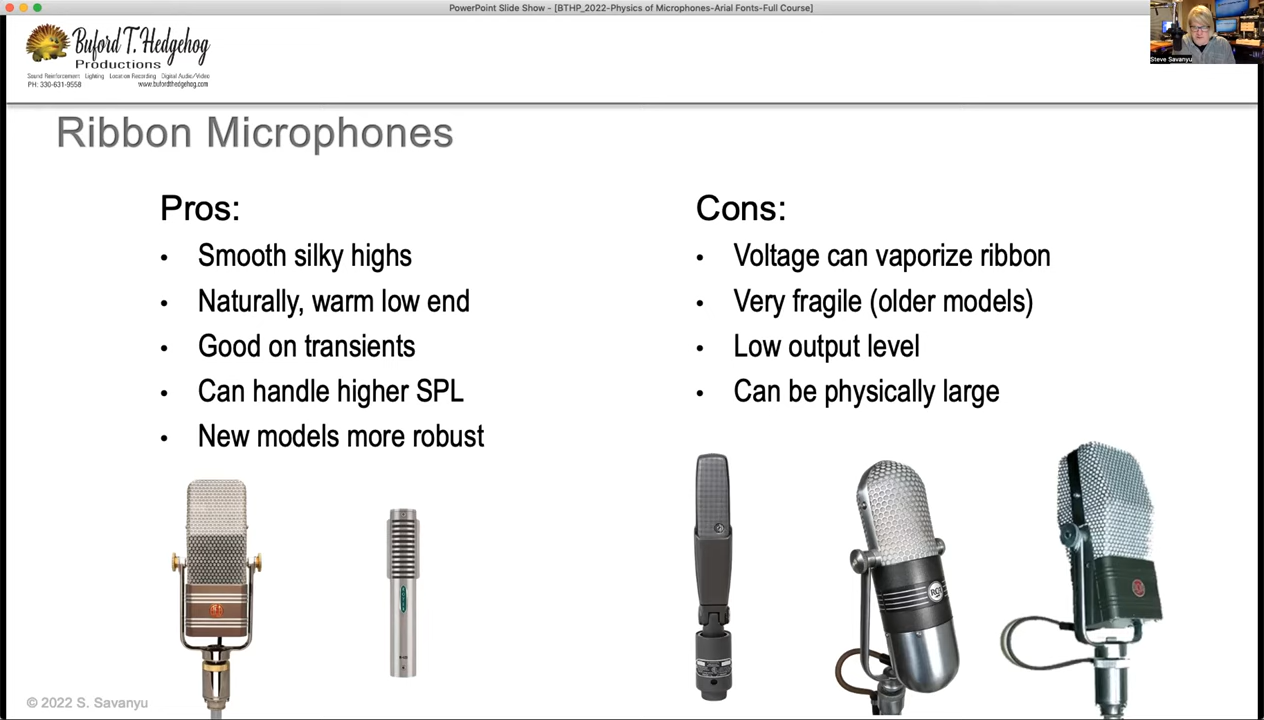 PowerPoint Slide Show - [BTHP_2022-Physics of Microphones-Arial Fonts-Full Course]
Buford T. Hedgehog
Productions
Sound Reinforcement Lighting Location Recording Digital Audio/Video
PH: 330-631-9558 www.bufordthedgehog.com
Steve Savanyu
Ribbon Microphones
Pros:
• Smooth silky highs
• Naturally, warm low end
• Good on transients
• Can handle higher SPL
• New models more robust
Cons:
• Voltage can vaporize ribbon
• Very fragile (older models)
• Low output level
• Can be physically large
RCA
© 2022 S. Savanyu